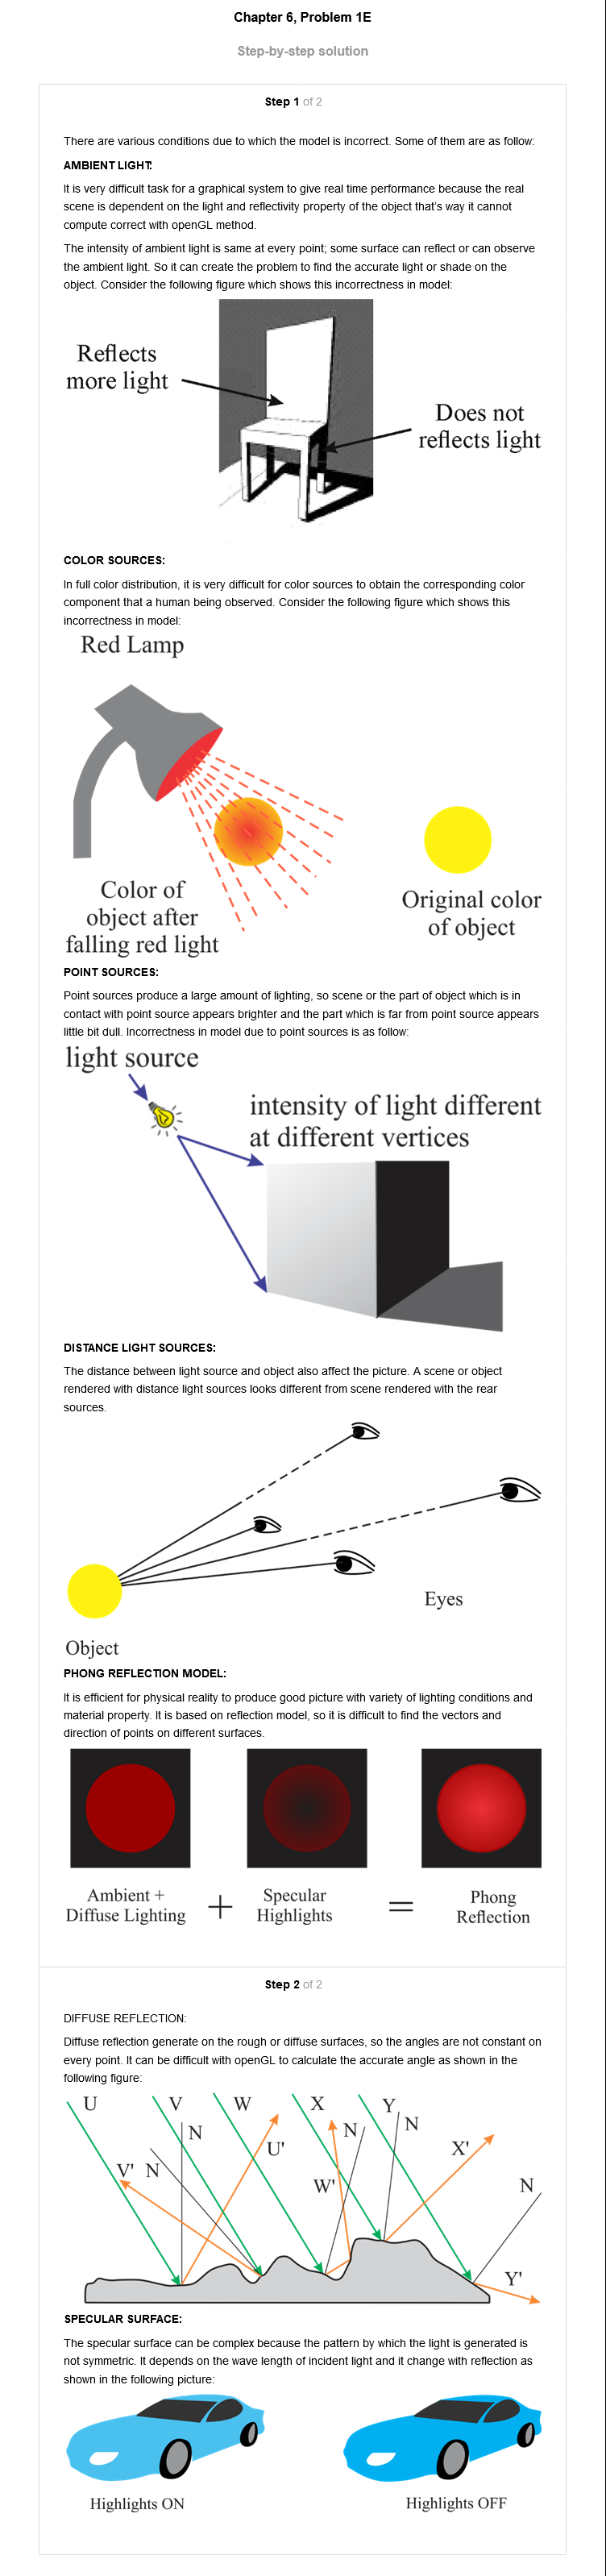 Chapter 6, Problem 1E
Step-by-step solution
Step 1 of 2
There are various conditions due to which the model is incorrect. Some of them are as follow:
AMBIENT LIGHT:
It is very difficult task for a graphical system to give real time performance because the real
scene is dependent on the light and reflectivity property of the object that's way it cannot
compute correct with openGL method.
The intensity of ambient light is same at every point; some surface can reflect or can observe
the ambient light. So it can create the problem to find the accurate light or shade on the
object. Consider the following figure which shows this incorrectness in model:
Reflects
more light
Does not
reflects light
COLOR SOURCES:
In full color distribution, it is very difficult for color sources to obtain the corresponding color
component that a human being observed. Consider the following figure which shows this
incorrectness in model:
Red Lamp
Color of
object after
falling red light
Original color
of object
POINT SOURCES:
Point sources produce a large amount of lighting, so scene or the part of object which is in
contact with point source appears brighter and the part which is far from point source appears
little bit dull. Incorrectness in model due to point sources is as follow:
light source
intensity of light different
at different vertices
DISTANCE LIGHT SOURCES:
The distance between light source and object also affect the picture. A scene or object
rendered with distance light sources looks different from scene rendered with the rear
sources.
Eyes
Object
PHONG REFLECTION MODEL:
It is efficient for physical reality to produce good picture with variety of lighting conditions and
material property. It is based on reflection model, so it is difficult to find the vectors and
direction of points on different surfaces.
Ambient +
Diffuse Lighting
+
Specular
Highlights
=
Phong
Reflection
Step 2 of 2
DIFFUSE REFLECTION:
Diffuse reflection generate on the rough or diffuse surfaces, so the angles are not constant on
every point. It can be difficult with openGL to calculate the accurate angle as shown in the
following figure:
U V W X Y
N N N
U' X'
V' N W' N
Y'
SPECULAR SURFACE:
The specular surface can be complex because the pattern by which the light is generated is
not symmetric. It depends on the wave length of incident light and it change with reflection as
shown in the following picture:
Highlights ON
Highlights OFF